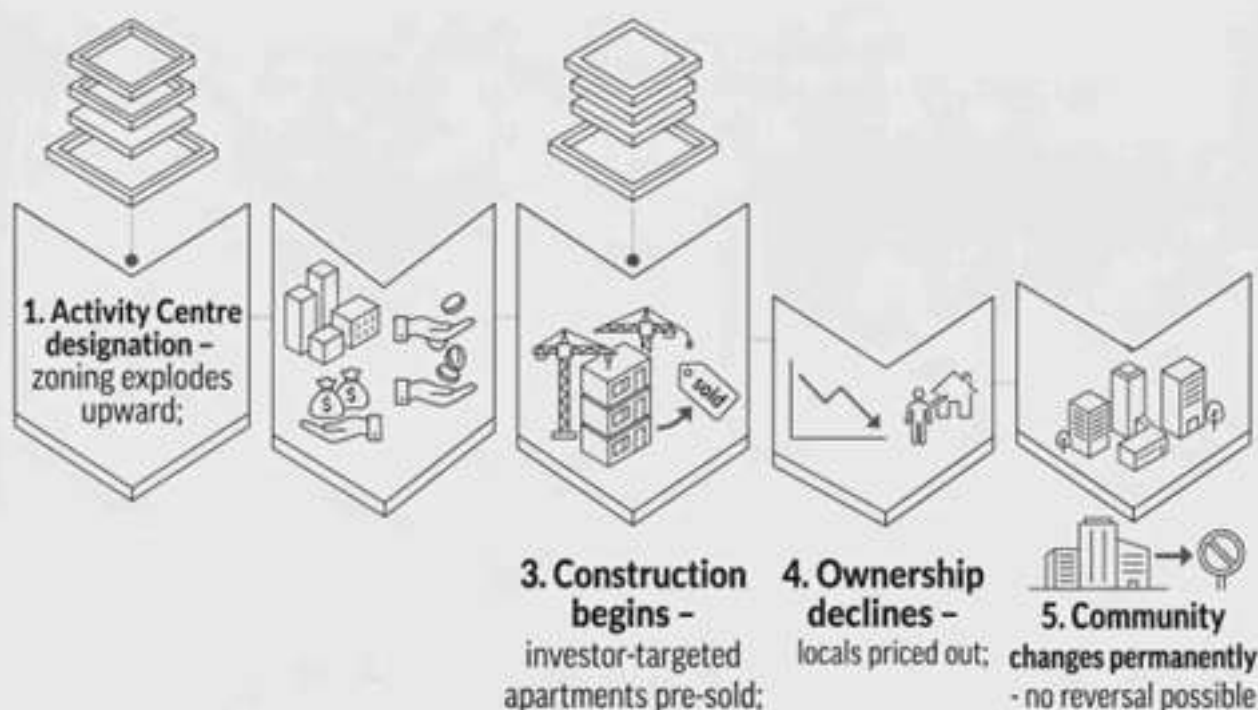 1. Activity Centre
designation –
zoning explodes
upward;
$ $
sold
3. Construction
begins –
investor-targeted
apartments pre-sold;
4. Ownership
declines –
locals priced out;
5. Community
changes permanently
- no reversal possible